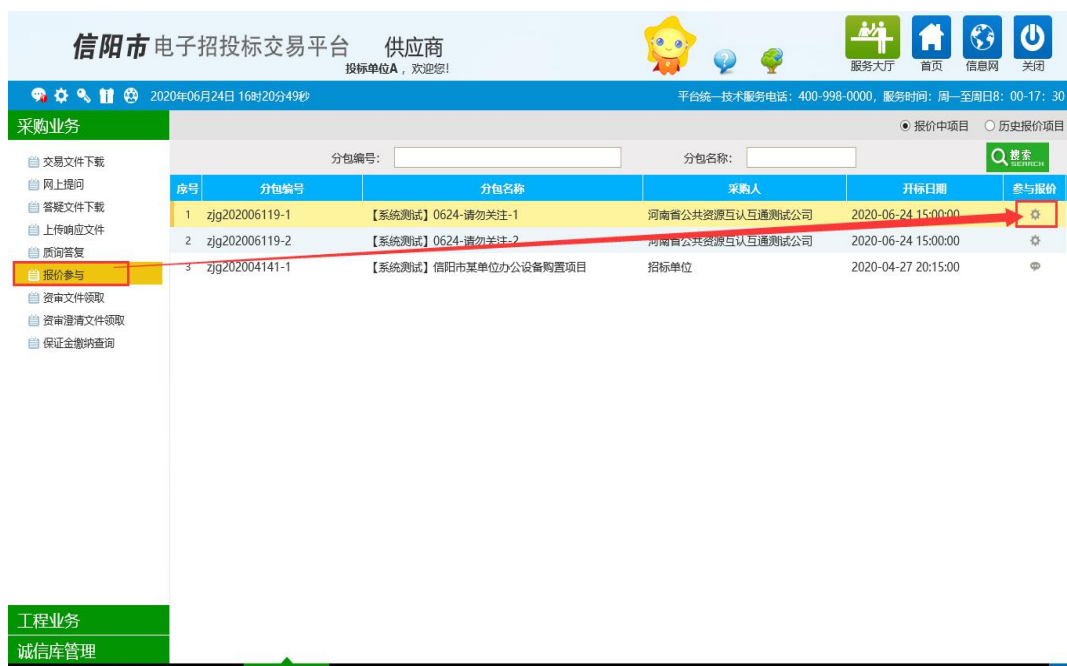 信阳市电子招投标交易平台 供应商
投标单位A，欢迎您!
服务大厅 首页 信息网 关闭
2020年06月24日 16时20分49秒 平台统一技术服务电话：400-998-0000，服务时间：周一至周日8：00-17：30
采购业务
报价中项目 历史报价项目
交易文件下载
网上提问
答疑文件下载
上传响应文件
质询答复
报价参与
资审文件领取
资审澄清文件领取
保证金缴纳查询
分包编号： 分包名称： 搜索 SEARCH
序号 分包编号 分包名称 采购人 开标日期 参与报价
1 zjg202006119-1 【系统测试】0624-请勿关注-1 河南省公共资源互认互通测试公司 2020-06-24 15:00:00
2 zjg202006119-2 【系统测试】0624-请勿关注-2 河南省公共资源互认互通测试公司 2020-06-24 15:00:00
3 zjg202004141-1 【系统测试】信阳市某单位办公设备购置项目 招标单位 2020-04-27 20:15:00
工程业务
诚信库管理